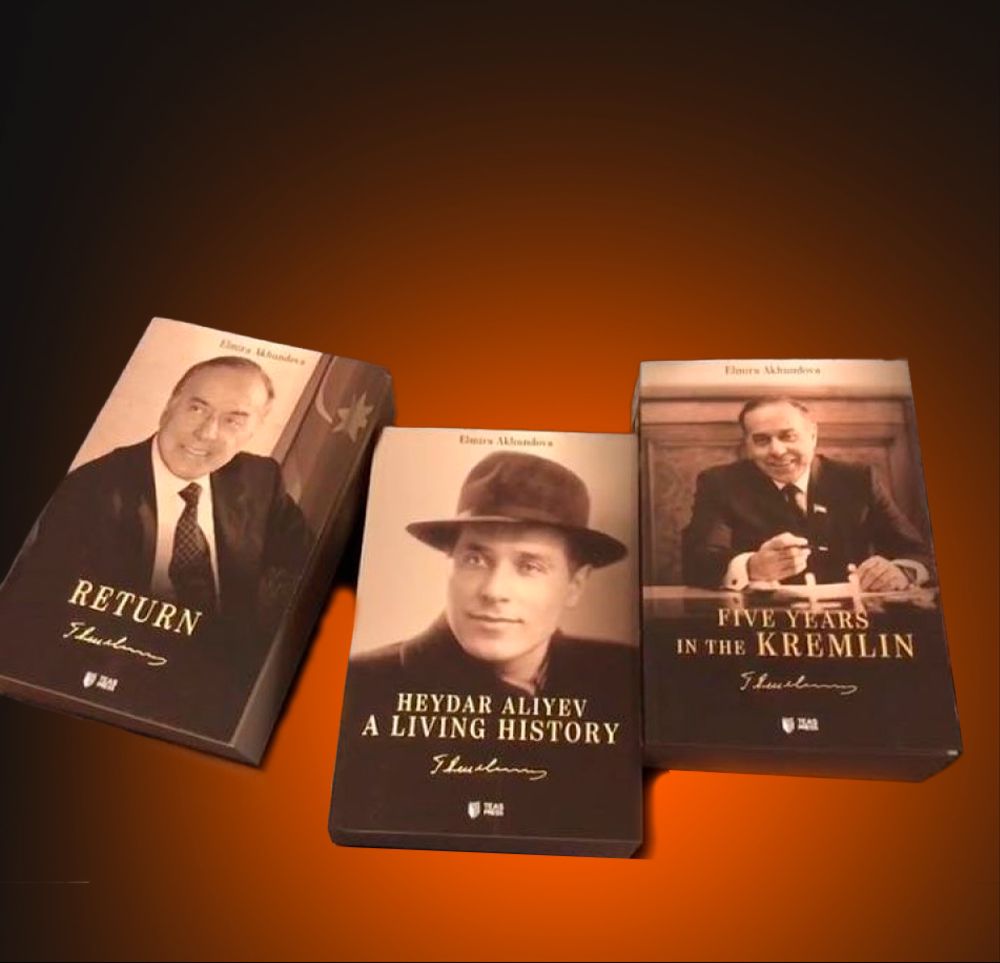 Elmira Akhundova
RETURN
TEAS
PRESS
Elmira Akhundova
HEYDAR ALIYEV
A LIVING HISTORY
TEAS
PRESS
Elmira Akhundova
FIVE YEARS
IN THE KREMLIN
TEAS
PRESS